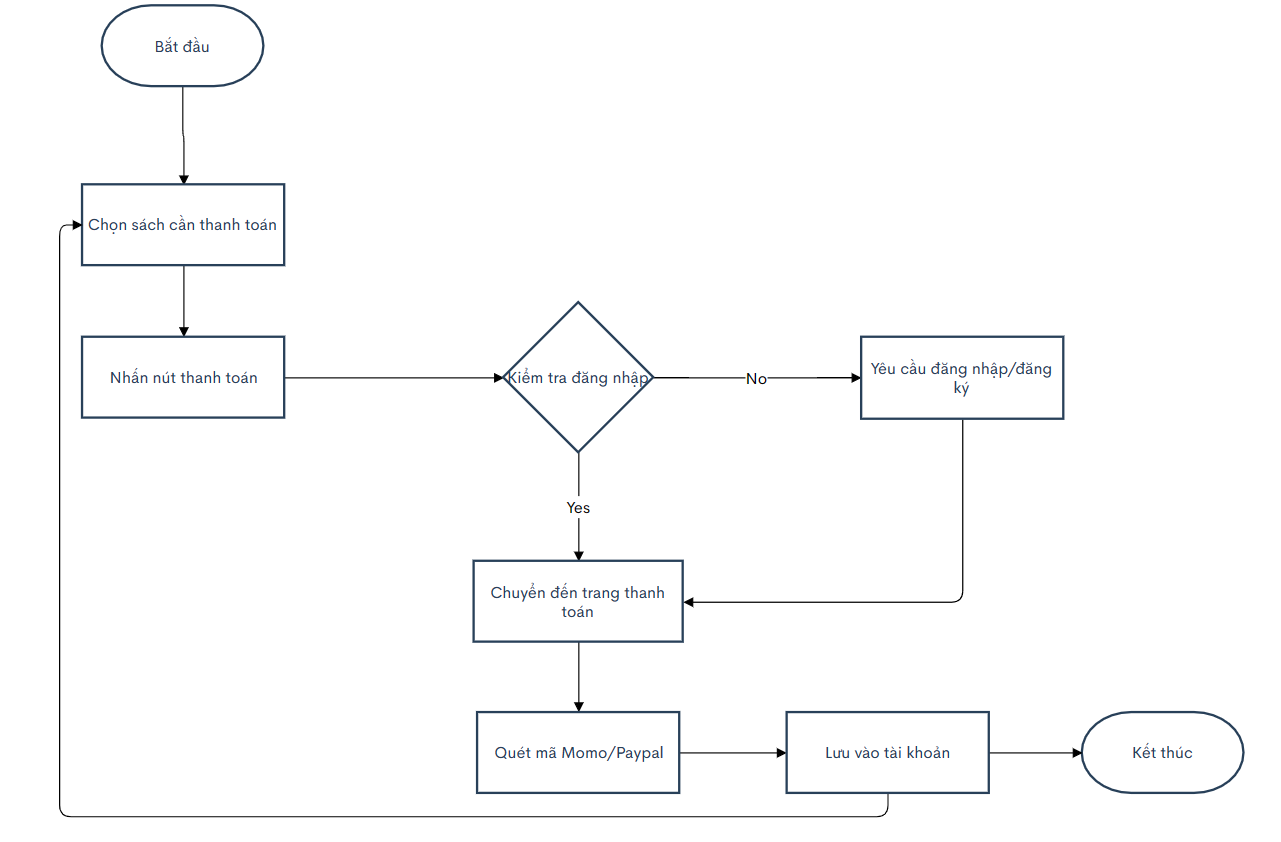 Bắt đầu
Chọn sách cần thanh toán
Nhấn nút thanh toán
Kiểm tra đăng nhập
No
Yêu cầu đăng nhập/đăng
ký
Yes
Chuyển đến trang thanh
toán
Quét mã Momo/Paypal
Lưu vào tài khoản
Kết thúc